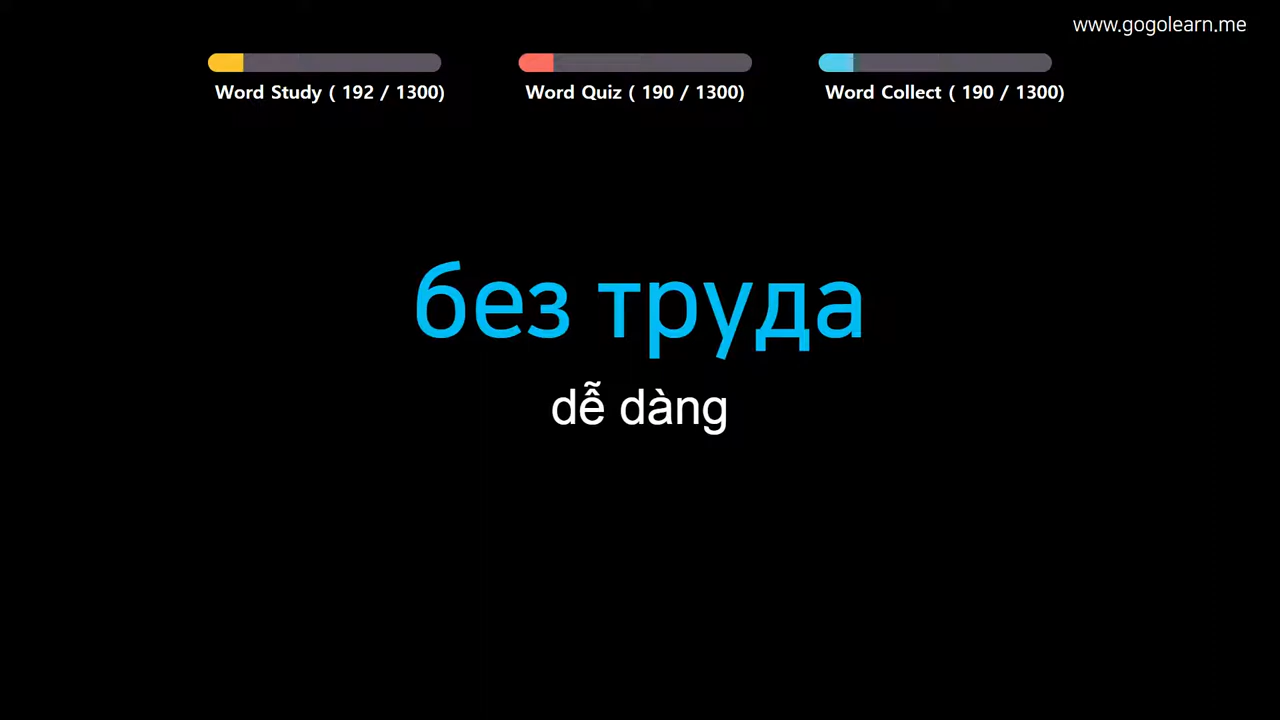 www.gogolearn.me
Word Study ( 192 / 1300)
Word Quiz ( 190 / 1300)
Word Collect ( 190 / 1300)
без труда
dễ dàng